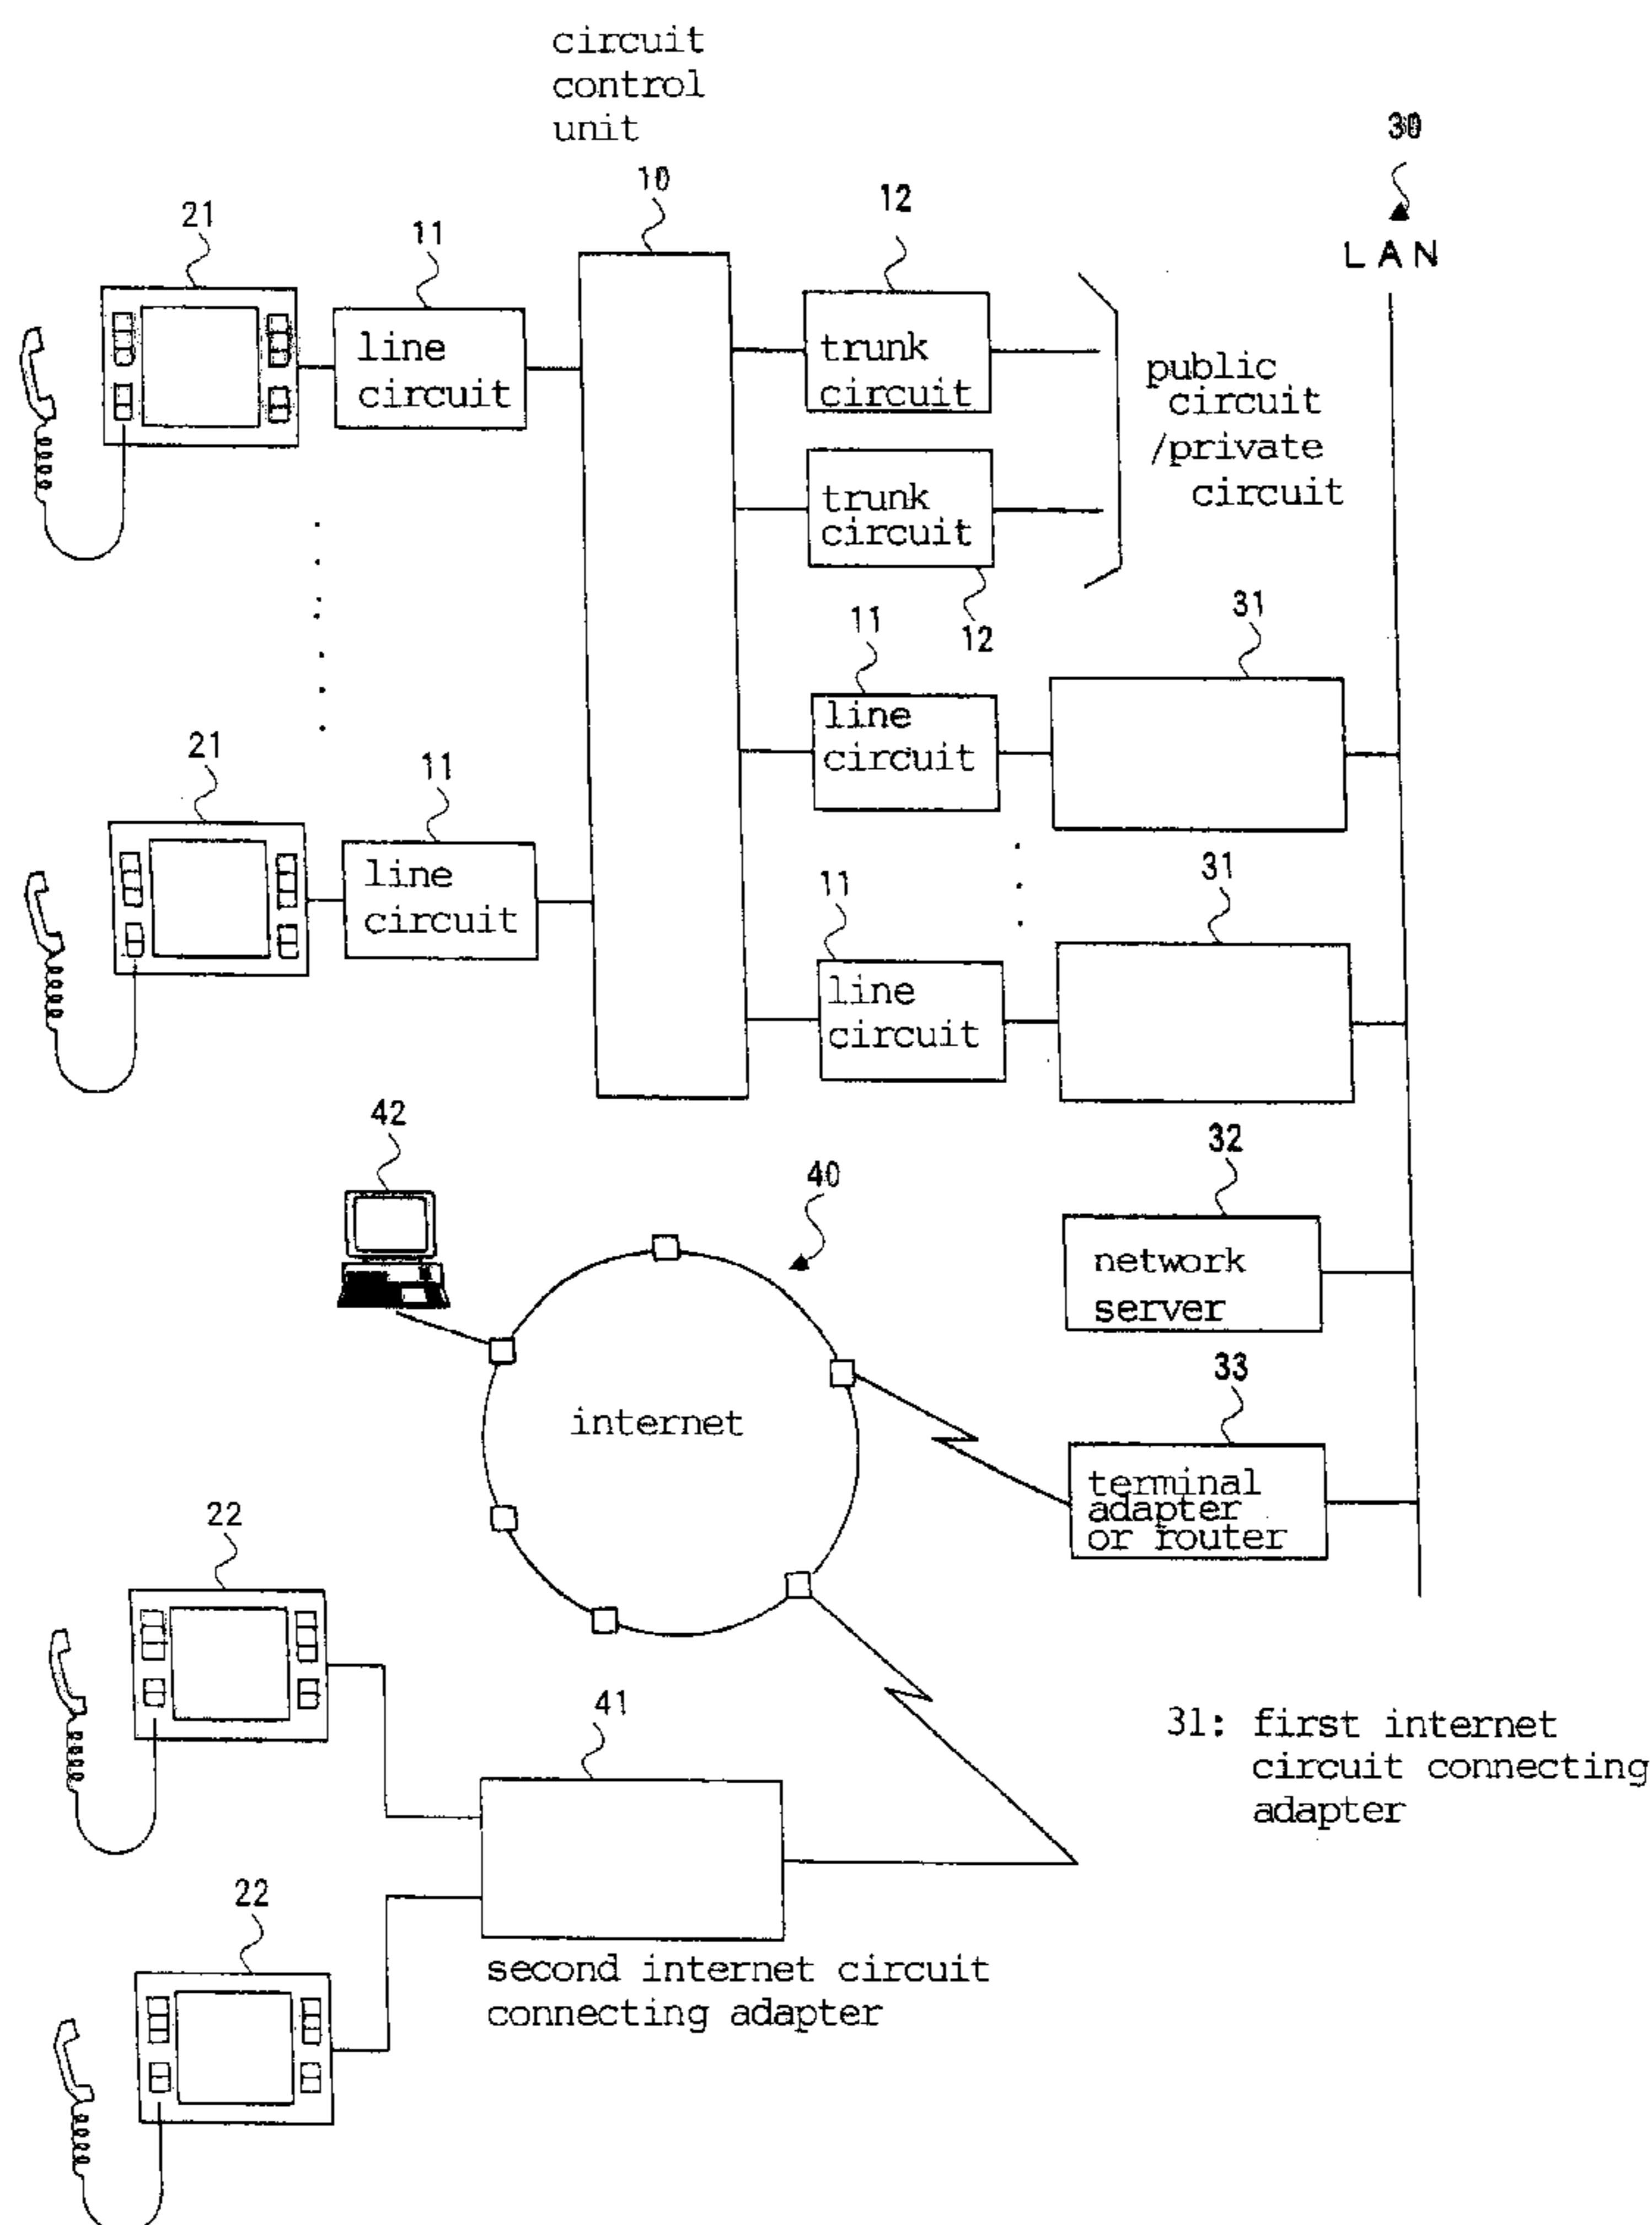 circuit
control
unit
30
10
12
21
11
LAN
line
circuit
trunk
circuit
public
circuit
/private
circuit
trunk
circuit
12
11
31
line
circuit
21
11
line
circuit
11
31
line
circuit
42
40
32
network
server
33
internet
terminal
adapter
or router
22
41
31: first internet
circuit connecting
adapter
22
second internet circuit
connecting adapter